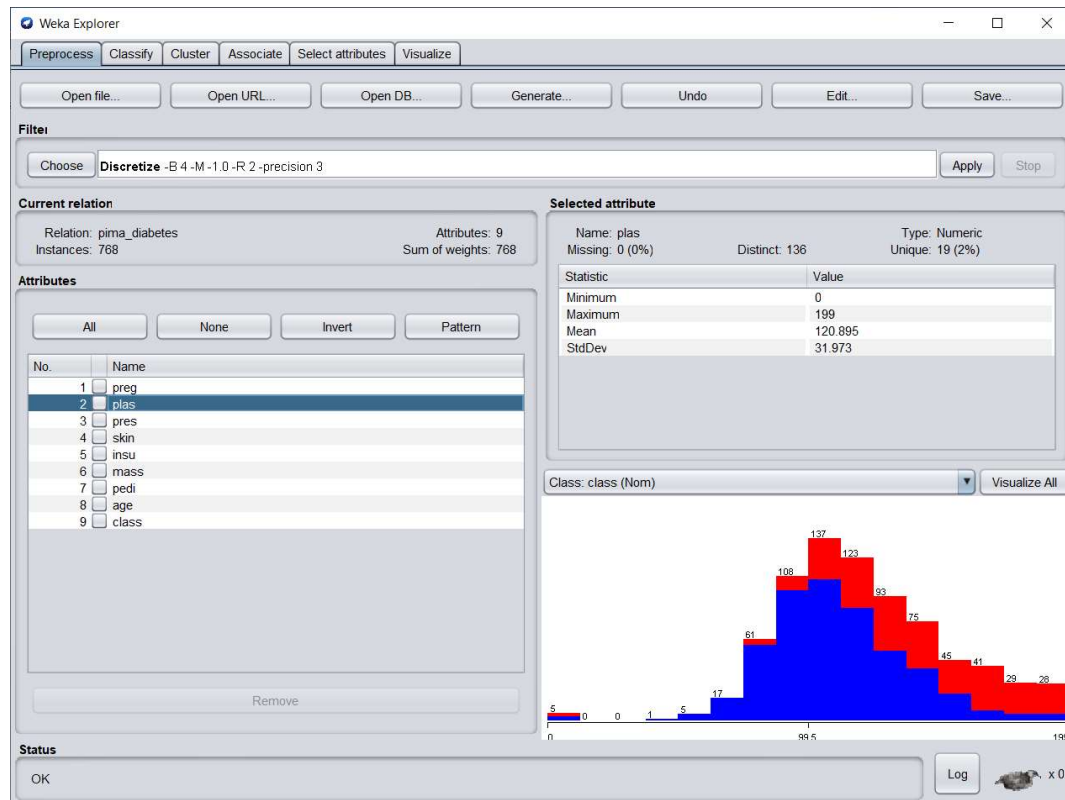 Weka Explorer
Preprocess Classify Cluster Associate Select attributes Visualize
Open file... Open URL... Open DB... Generate... Undo Edit... Save...
Filter
Choose Discretize -B 4 -M -1.0 -R 2 -precision 3 Apply Stop
Current relation
Relation: pima_diabetes Attributes: 9
Instances: 768 Sum of weights: 768
Attributes
All None Invert Pattern
No. Name
1 preg
2 plas
3 pres
4 skin
5 insu
6 mass
7 pedi
8 age
9 class
Remove
Selected attribute
Name: plas Type: Numeric
Missing: 0 (0%) Distinct: 136 Unique: 19 (2%)
Statistic Value
Minimum 0
Maximum 199
Mean 120.895
StdDev 31.973
Class: class (Nom) Visualize All
5 0 0 1 5 17 61 108 137 123 93 75 45 41 29 28
0 99.5
Status
OK
Log x 0